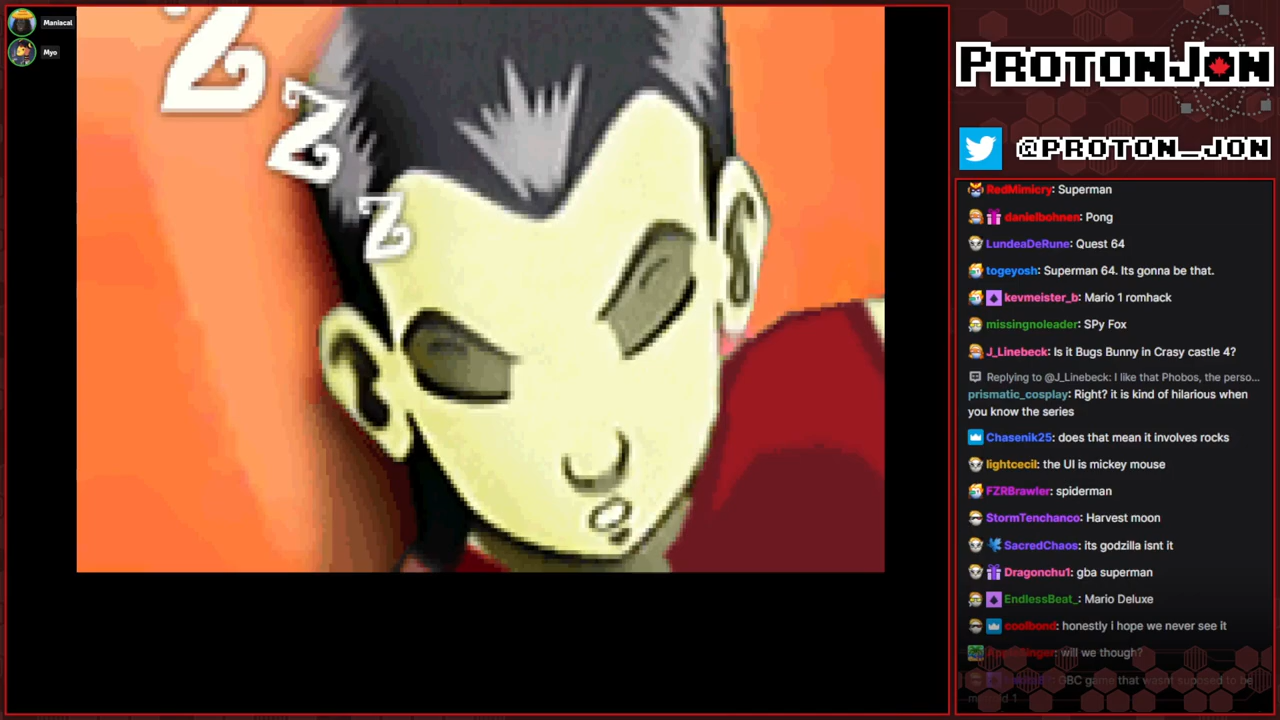 Maniacal
Myo
Z
Z
Z
PROTONJON
@PROTON_JON
RedMimicry: Superman
danielbohnen: Pong
LundeaDeRune: Quest 64
togeyosh: Superman 64. Its gonna be that.
kevmeister_b: Mario 1 romhack
missingnoleader: SPy Fox
J_Linebeck: Is it Bugs Bunny in Crasy castle 4?
Replying to @J_Linebeck: I like that Phobos, the perso...
prismatic_cosplay: Right? it is kind of hilarious when
you know the series
Chasenik25: does that mean it involves rocks
lightcecil: the UI is mickey mouse
FZRBrawler: spiderman
StormTenchanco: Harvest moon
SacredChaos: its godzilla isnt it
Dragonchu1: gba superman
EndlessBeat_: Mario Deluxe
coolbond: honestly i hope we never see it
will we though?
GBC game that wasnt suposed to be